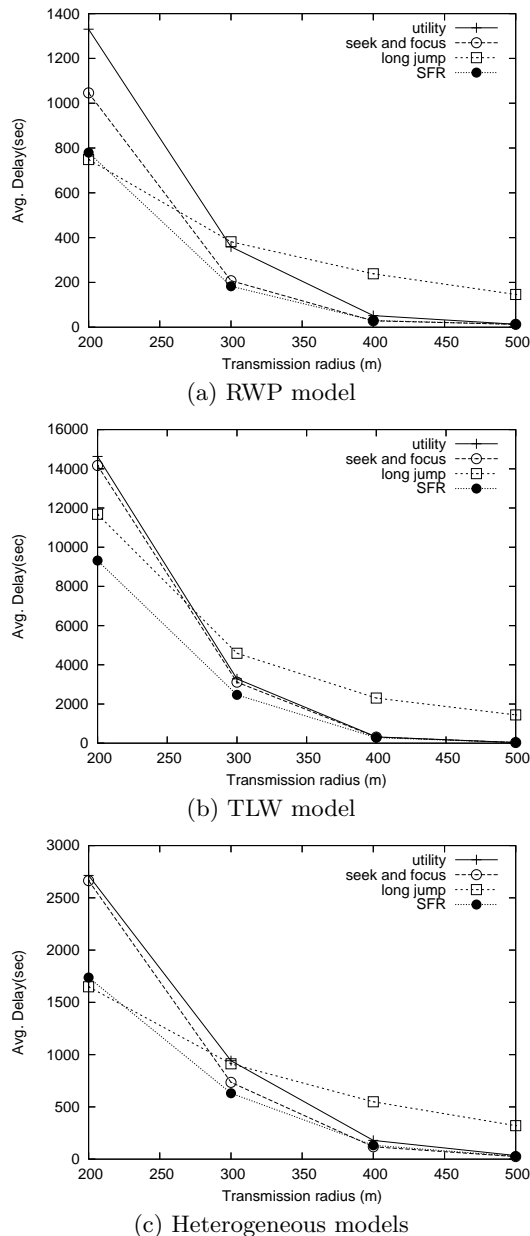 1400
1200
1000
800
600
400
200
0
Avg. Delay(sec)
utility
seek and focus
long jump
SFR
200 250 300 350 400 450 500
Transmission radius (m)
(a) RWP model
16000
14000
12000
10000
8000
6000
4000
2000
0
Avg. Delay(sec)
utility
seek and focus
long jump
SFR
200 250 300 350 400 450 500
Transmission radius (m)
(b) TLW model
3000
2500
2000
1500
1000
500
0
Avg. Delay(sec)
utility
seek and focus
long jump
SFR
200 250 300 350 400 450 500
Transmission radius (m)
(c) Heterogeneous models